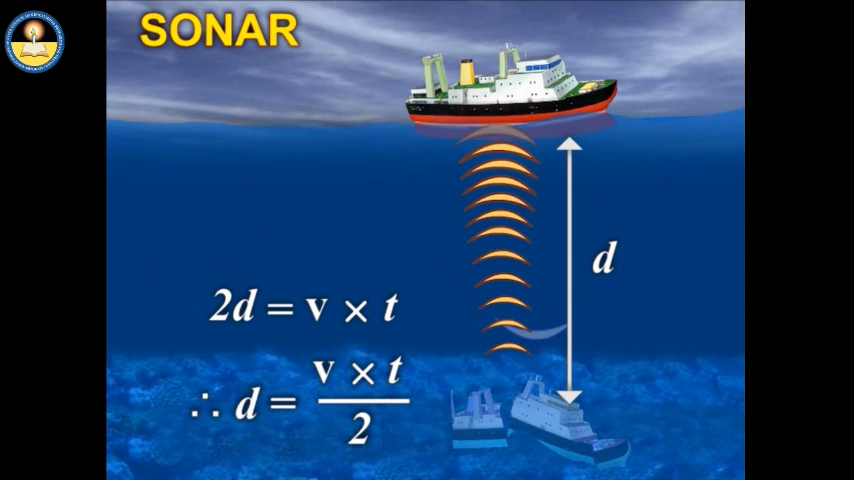 SONAR
d
2d = v × t
∴ d = v × t / 2